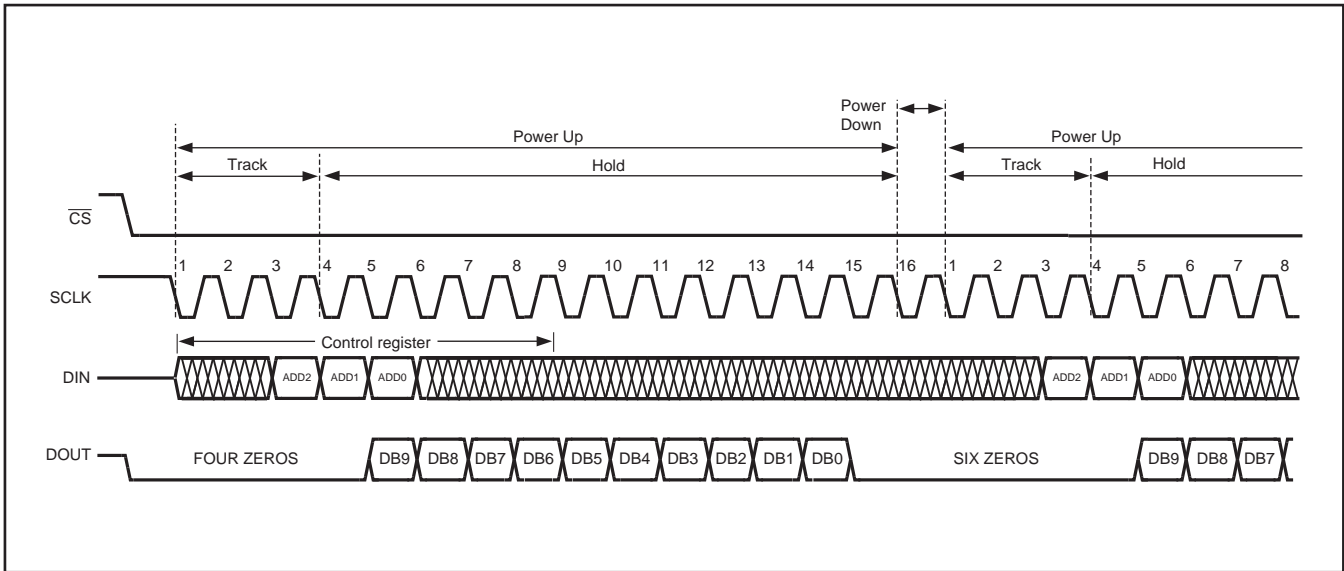 Power Down
Power Up
Power Up
Track
Hold
Track
Hold
CS
1 2 3 4 5 6 7 8 9 10 11 12 13 14 15 16 1 2 3 4 5 6 7 8
SCLK
Control register
DIN
ADD2 ADD1 ADD0 ADD2 ADD1 ADD0
DOUT
FOUR ZEROS DB9 DB8 DB7 DB6 DB5 DB4 DB3 DB2 DB1 DB0 SIX ZEROS DB9 DB8 DB7